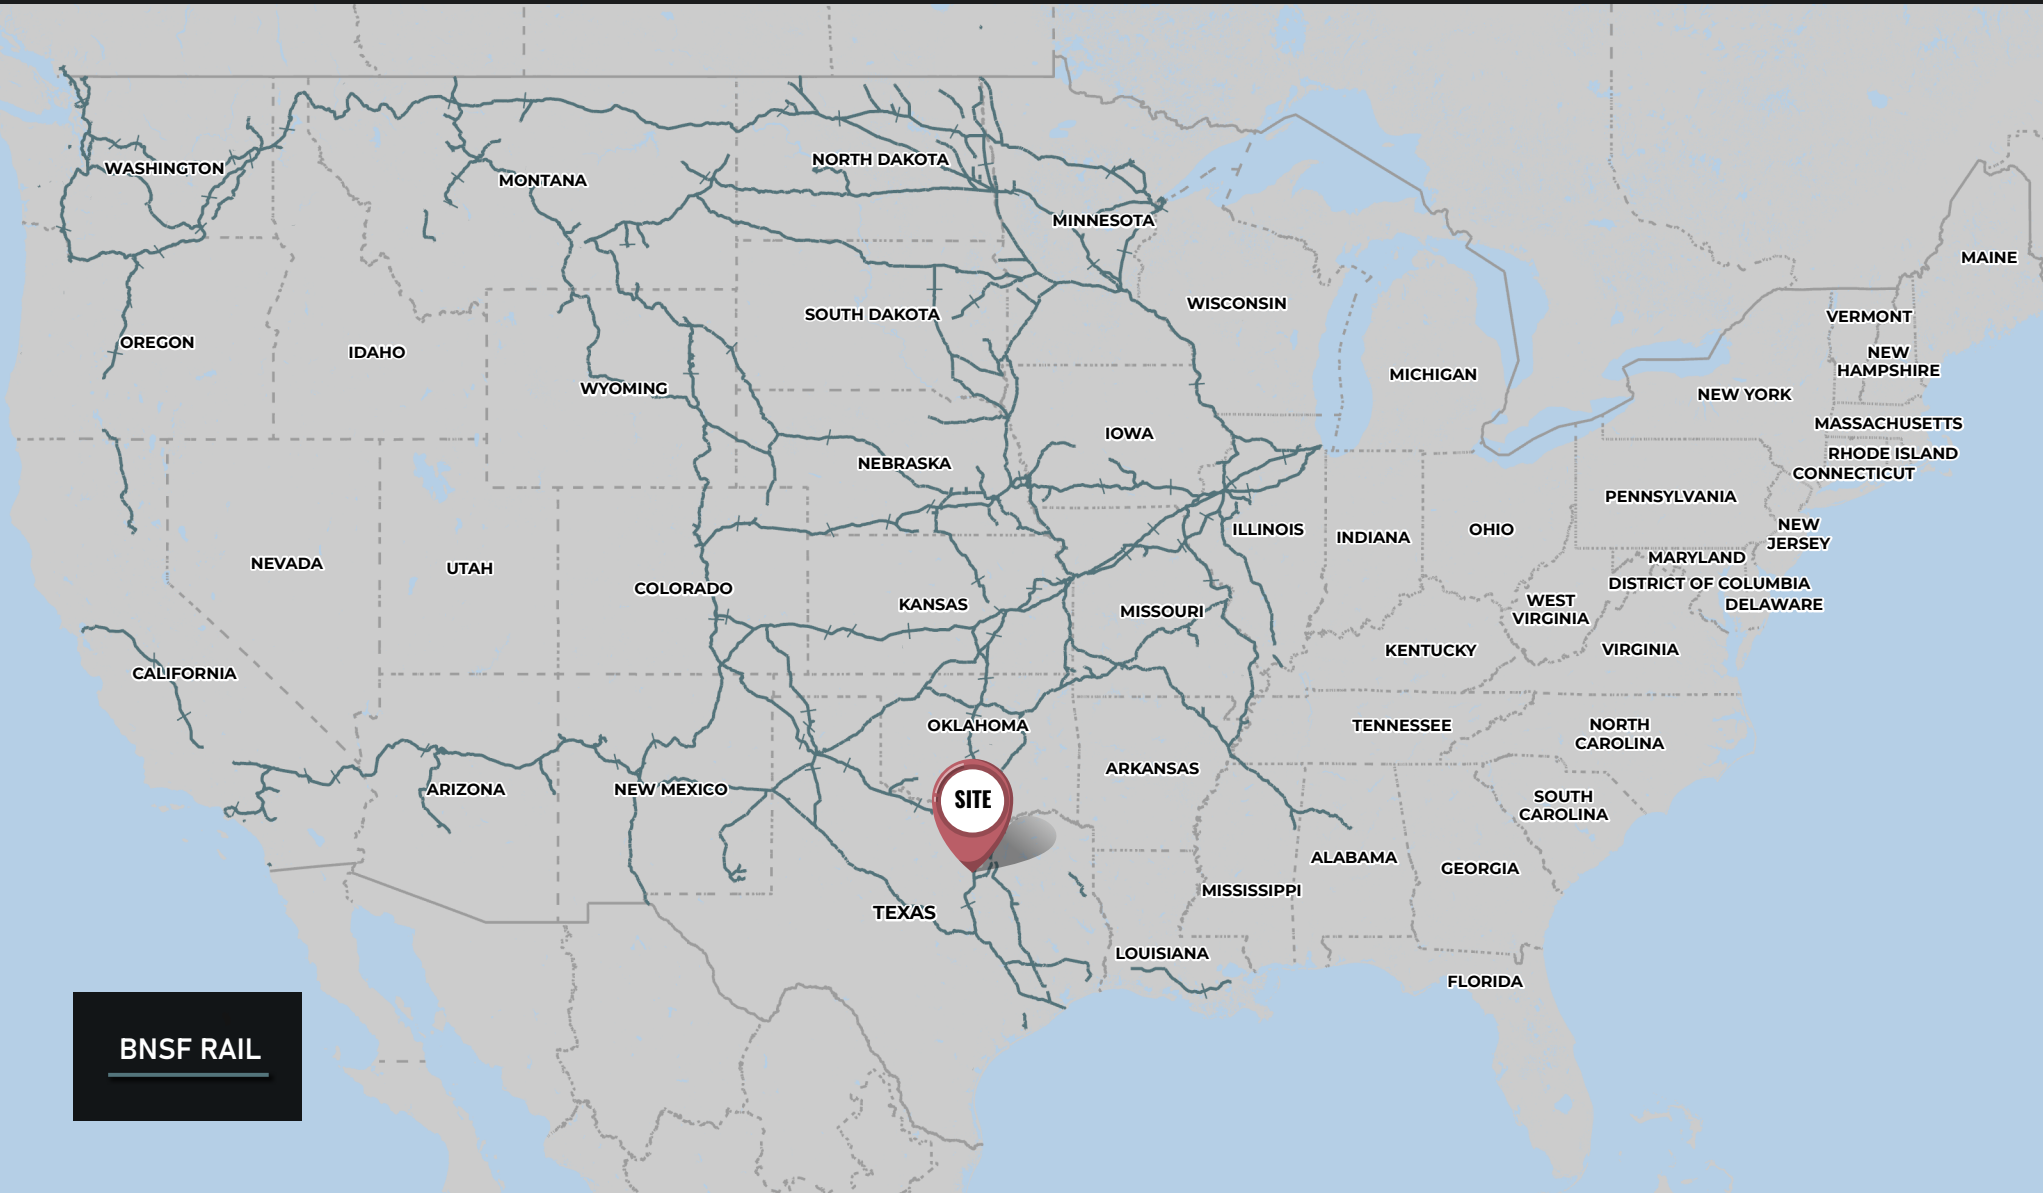 NORTH DAKOTA
WASHINGTON
MONTANA
MINNESOTA
MAINE
WISCONSIN
SOUTH DAKOTA
VERMONT
OREGON
IDAHO
NEW
HAMPSHIRE
MICHIGAN
WYOMING
NEW YORK
MASSACHUSETTS
IOWA
RHODE ISLAND
NEBRASKA
CONNECTICUT
PENNSYLVANIA
ILLINOIS
INDIANA
OHIO
NEW
JERSEY
NEVADA
UTAH
MARYLAND
DISTRICT OF COLUMBIA
COLORADO
KANSAS
MISSOURI
WEST
VIRGINIA
DELAWARE
KENTUCKY
VIRGINIA
CALIFORNIA
OKLAHOMA
TENNESSEE
NORTH
CAROLINA
ARKANSAS
ARIZONA
NEW MEXICO
SITE
SOUTH
CAROLINA
ALABAMA
GEORGIA
MISSISSIPPI
TEXAS
LOUISIANA
FLORIDA
BNSF RAIL